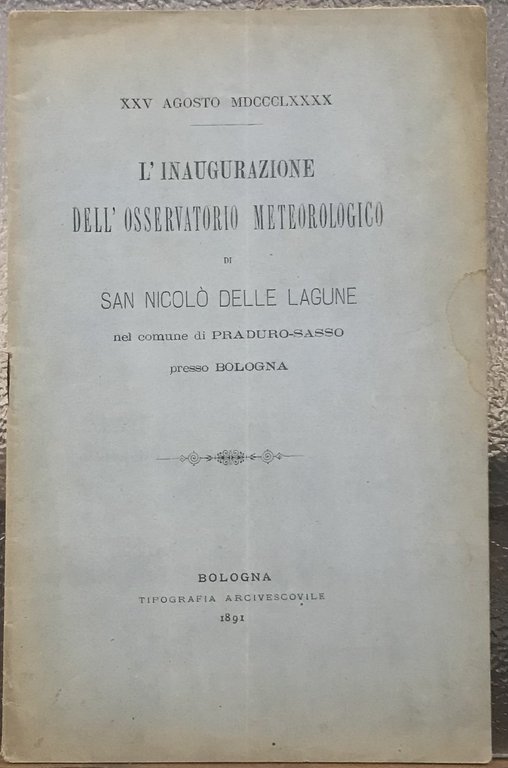 XXV AGOSTO MDCCCLXXXX
L'INAUGURAZIONE
DELL'OSSERVATORIO METEOROLOGICO
DI
SAN NICOLÒ DELLE LAGUNE
nel comune di PRADURO-SASSO
presso BOLOGNA
BOLOGNA
TIPOGRAFIA ARCIVESCOVILE
1891